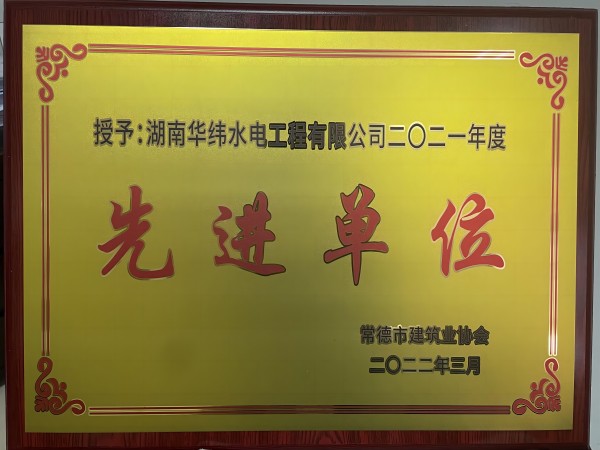 授予：湖南华纬水电工程有限公司二〇二一年度
先进单位
常德市建筑业协会
二〇二二年三月